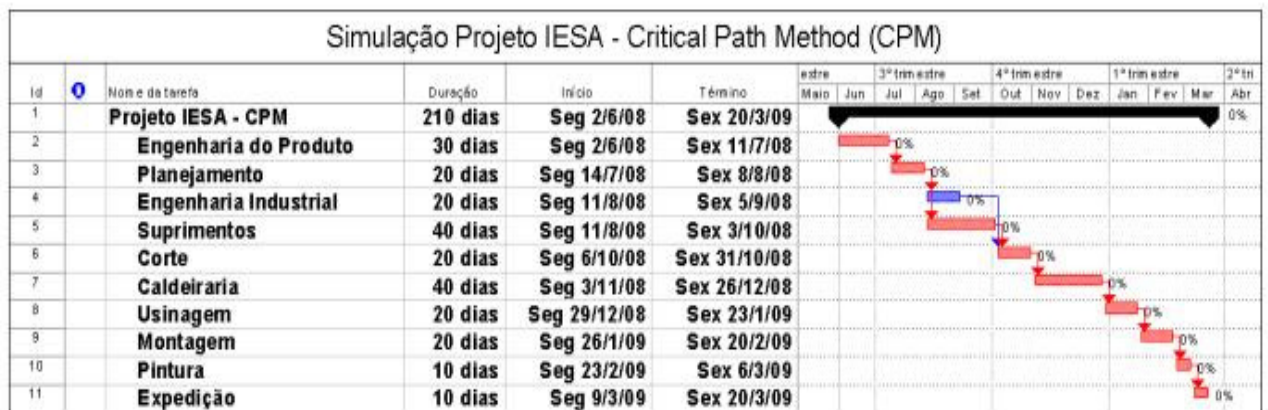 Simulação Projeto IESA - Critical Path Method (CPM)
estre 3º trimestre 4º trimestre 1º trimestre 2º tri
Id Nome da tarefa Duração Início Término Maio Jun Jul Ago Set Out Nov Dez Jan Fev Mar Abr
1 Projeto IESA - CPM 210 dias Seg 2/6/08 Sex 20/3/09 0%
2 Engenharia do Produto 30 dias Seg 2/6/08 Sex 11/7/08 0%
3 Planejamento 20 dias Seg 14/7/08 Sex 8/8/08 0%
4 Engenharia Industrial 20 dias Seg 11/8/08 Sex 5/9/08 0%
5 Suprimentos 40 dias Seg 11/8/08 Sex 3/10/08 0%
6 Corte 20 dias Seg 6/10/08 Sex 31/10/08 0%
7 Caldeiraria 40 dias Seg 3/11/08 Sex 26/12/08 0%
8 Usinagem 20 dias Seg 29/12/08 Sex 23/1/09 0%
9 Montagem 20 dias Seg 26/1/09 Sex 20/2/09 0%
10 Pintura 10 dias Seg 23/2/09 Sex 6/3/09 0%
11 Expedição 10 dias Seg 9/3/09 Sex 20/3/09 0%